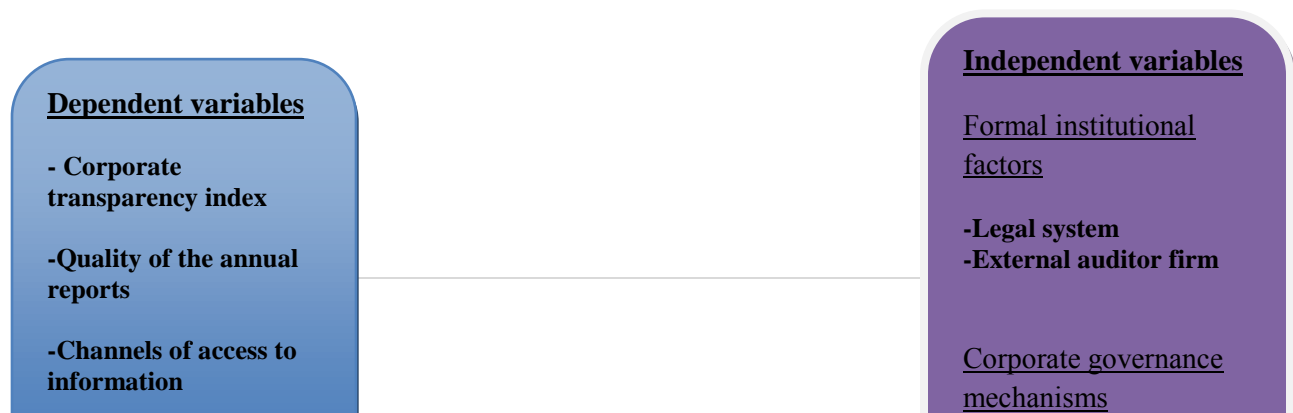 Dependent variables
- Corporate
transparency index
-Quality of the annual
reports
-Channels of access to
information
Independent variables
Formal institutional
factors
-Legal system
-External auditor firm
Corporate governance
mechanisms